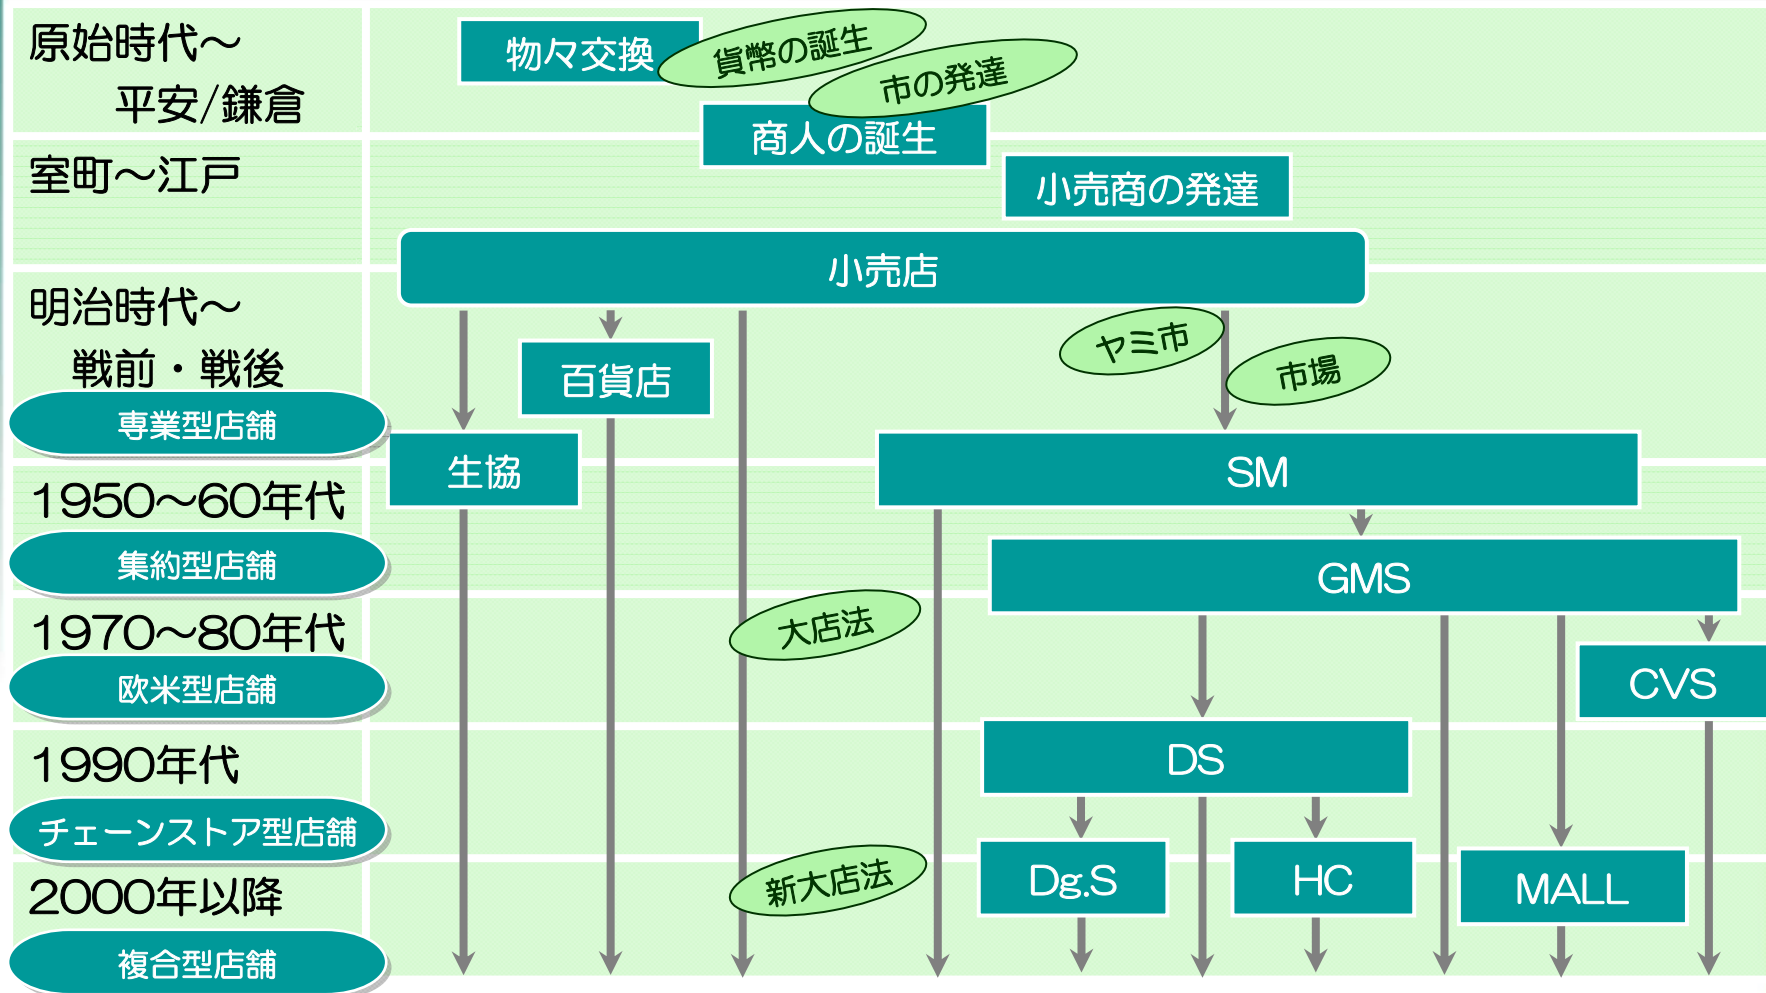 原始時代～
平安/鎌倉
物々交換
貨幣の誕生
市の発達
商人の誕生
室町～江戸
小売商の発達
小売店
明治時代～
戦前・戦後
専業型店舗
百貨店
ヤミ市
市場
生協
SM
1950～60年代
集約型店舗
GMS
1970～80年代
欧米型店舗
大店法
CVS
1990年代
チェーンストア型店舗
DS
2000年以降
複合型店舗
新大店法
Dg.S
HC
MALL